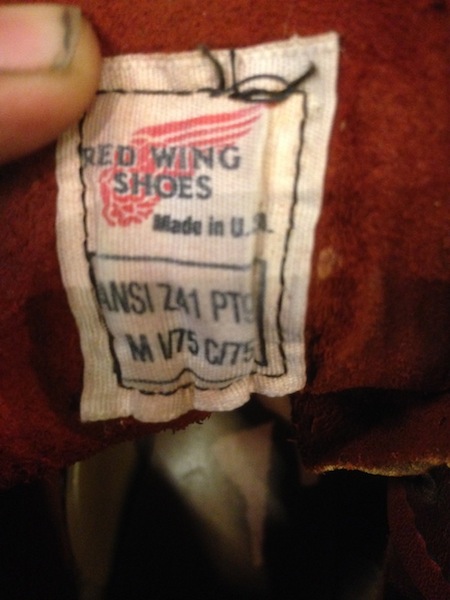 RED WING
SHOES
Made in U.S.A.
ANSI Z41 PT9
M I/75 C/75